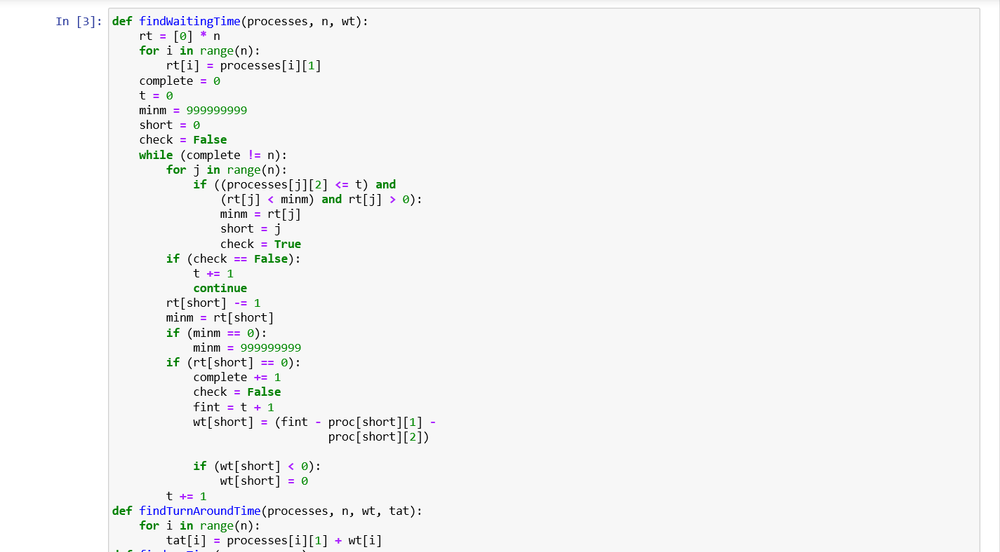 In [3]: def findWaitingTime(processes, n, wt):
    rt = [0] * n
    for i in range(n):
        rt[i] = processes[i][1]
    complete = 0
    t = 0
    minm = 999999999
    short = 0
    check = False
    while (complete != n):
        for j in range(n):
            if ((processes[j][2] <= t) and
                (rt[j] < minm) and rt[j] > 0):
                minm = rt[j]
                short = j
                check = True
        if (check == False):
            t += 1
            continue
        rt[short] -= 1
        minm = rt[short]
        if (minm == 0):
            minm = 999999999
        if (rt[short] == 0):
            complete += 1
            check = False
            fint = t + 1
            wt[short] = (fint - proc[short][1] -
                                proc[short][2])
            if (wt[short] < 0):
                wt[short] = 0
        t += 1
def findTurnAroundTime(processes, n, wt, tat):
    for i in range(n):
        tat[i] = processes[i][1] + wt[i]